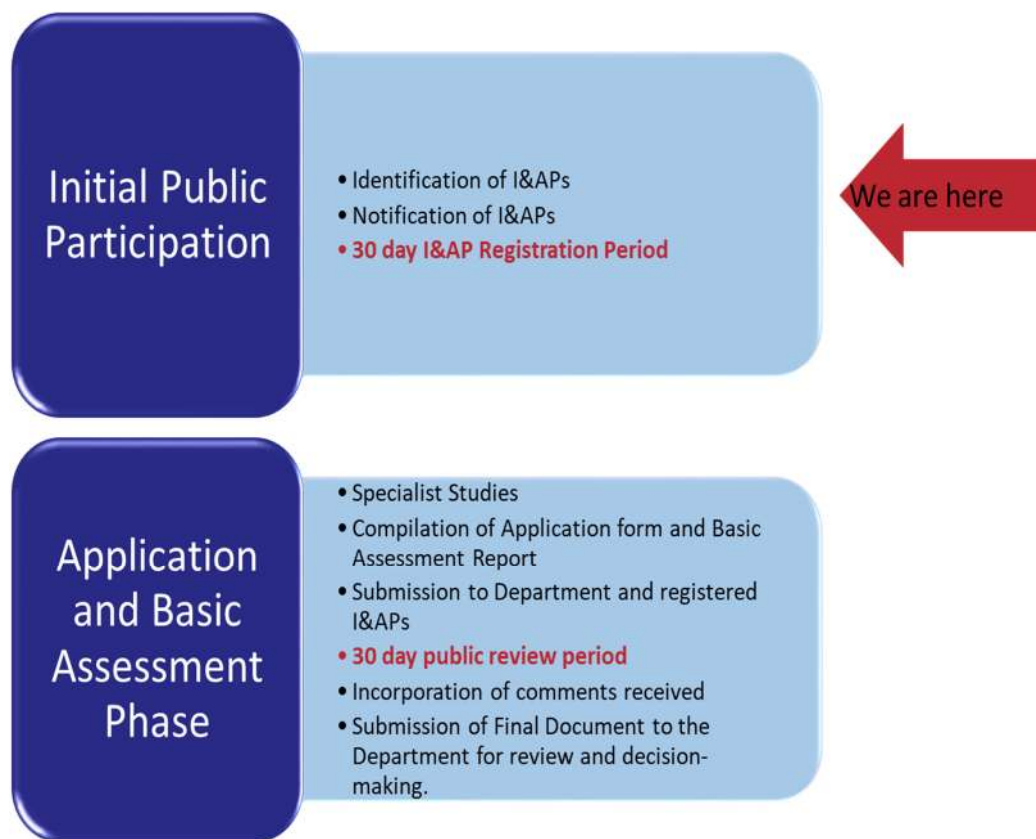 Initial Public
Participation
• Identification of I&APs
• Notification of I&APs
• 30 day I&AP Registration Period
We are here
Application
and Basic
Assessment
Phase
• Specialist Studies
• Compilation of Application form and Basic
Assessment Report
• Submission to Department and registered
I&APs
• 30 day public review period
• Incorporation of comments received
• Submission of Final Document to the
Department for review and decision-
making.